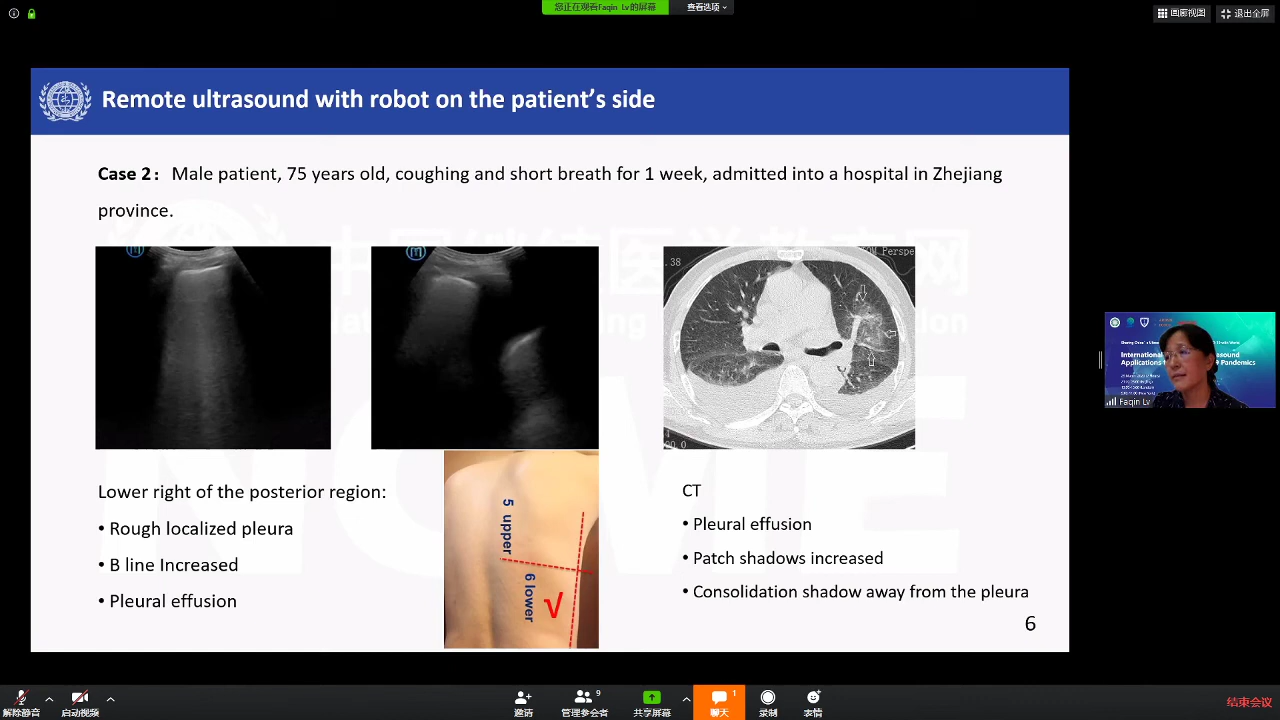 您正在观看Faqin Lv的屏幕
查看选项
画廊视图
退出全屏
Remote ultrasound with robot on the patient's side
Case 2： Male patient, 75 years old, coughing and short breath for 1 week, admitted into a hospital in Zhejiang
province.
Lower right of the posterior region:
• Rough localized pleura
• B line Increased
• Pleural effusion
5 upper
6 lower
√
CT
• Pleural effusion
• Patch shadows increased
• Consolidation shadow away from the pleura
6
Faqin Lv
解除静音
启动视频
邀请
管理参会者
9
共享屏幕
聊天
1
录制
表情
结束会议